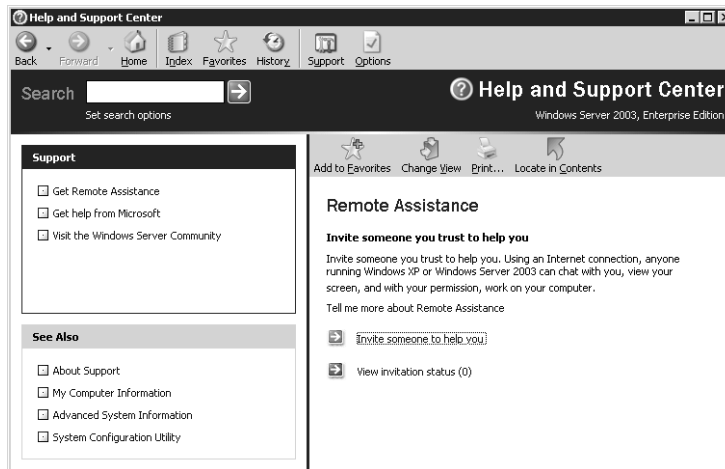 Help and Support Center
Back
Forward
Home
Index
Favorites
History
Support
Options
Search
Set search options
Help and Support Center
Windows Server 2003, Enterprise Edition
Support
Get Remote Assistance
Get help from Microsoft
Visit the Windows Server Community
See Also
About Support
My Computer Information
Advanced System Information
System Configuration Utility
Add to Favorites
Change View
Print...
Locate in Contents
Remote Assistance
Invite someone you trust to help you
Invite someone you trust to help you. Using an Internet connection, anyone
running Windows XP or Windows Server 2003 can chat with you, view your
screen, and with your permission, work on your computer.
Tell me more about Remote Assistance
Invite someone to help you
View invitation status (0)